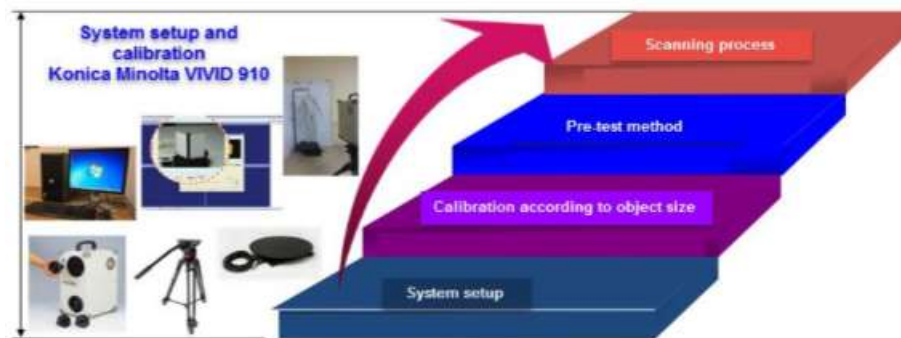 System setup and
calibration
Konica Minolta VIVID 910
Scanning process
Pre-test method
Calibration according to object size
System setup